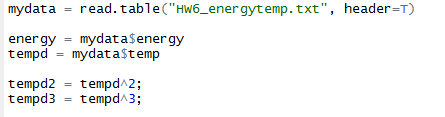 mydata = read.table("HW6_energytemp.txt", header=T)
energy = mydata$energy
tempd = mydata$temp
tempd2 = tempd^2;
tempd3 = tempd^3;